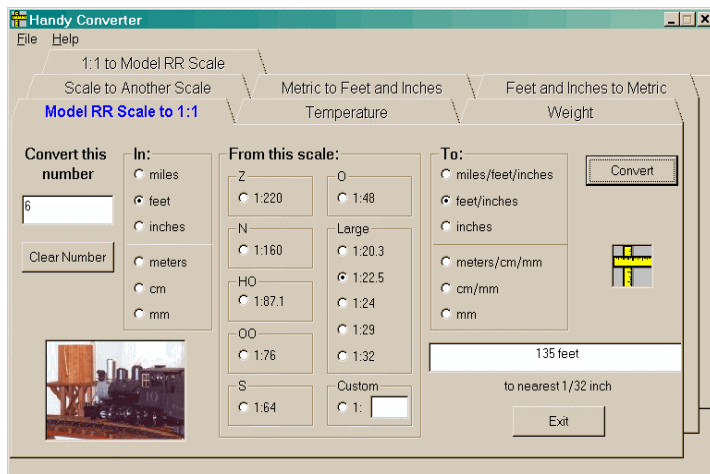 Handy Converter
File Help
1:1 to Model RR Scale
Scale to Another Scale Metric to Feet and Inches Feet and Inches to Metric
Model RR Scale to 1:1 Temperature Weight
Convert this number
6
Clear Number
In:
miles
feet
inches
meters
cm
mm
From this scale:
Z
1:220
N
1:160
HO
1:87.1
OO
1:76
S
1:64
O
1:48
Large
1:20.3
1:22.5
1:24
1:29
1:32
Custom
1:
To:
miles/feet/inches
feet/inches
inches
meters/cm/mm
cm/mm
mm
Convert
135 feet
to nearest 1/32 inch
Exit
10